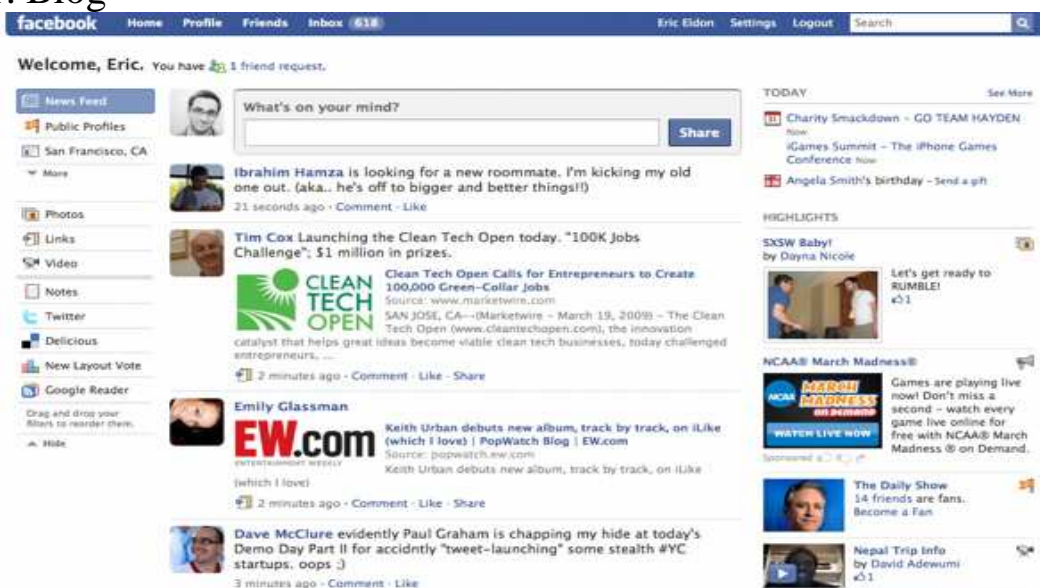 . Blog
facebook Home Profile Friends Inbox 618 Eric Eldon Settings Logout Search
Welcome, Eric. You have 1 friend request.
News Feed
Public Profiles
San Francisco, CA
More
Photos
Links
Video
Notes
Twitter
Delicious
New Layout Vote
Google Reader
Drag and drop your
filters to reorder them.
Hide
What's on your mind?
Share
Ibrahim Hamza is looking for a new roommate. I'm kicking my old
one out. (aka.. he's off to bigger and better things!!)
21 seconds ago · Comment · Like
Tim Cox Launching the Clean Tech Open today. "100K Jobs
Challenge"; $1 million in prizes.
CLEAN
TECH
OPEN
Clean Tech Open Calls for Entrepreneurs to Create
100,000 Green-Collar Jobs
Source: www.marketwire.com
SAN JOSE, CA--(Marketwire - March 19, 2009) - The Clean
Tech Open (www.cleantechopen.com), the innovation
catalyst that helps great ideas become viable clean tech businesses, today challenged
entrepreneurs, ...
2 minutes ago · Comment · Like · Share
Emily Glassman
EW.com
ENTERTAINMENT WEEKLY
Keith Urban debuts new album, track by track, on iLike
(which I love) | PopWatch Blog | EW.com
Source: popwatch.ew.com
Keith Urban debuts new album, track by track, on iLike
(which I love)
2 minutes ago · Comment · Like · Share
Dave McClure evidently Paul Graham is chapping my hide at today's
Demo Day Part II for accidntly "tweet-launching" some stealth #YC
startups. oops ;)
3 minutes ago · Comment · Like
TODAY See More
31
Charity Smackdown - GO TEAM HAYDEN
Now
iGames Summit - The iPhone Games
Conference Now
Angela Smith's birthday - Send a gift
HIGHLIGHTS
SXSW Baby!
by Dayna Nicole
Let's get ready to
RUMBLE!
1
NCAA® March Madness®
NCAA
MARCH
MADNESS
ON DEMAND
WATCH LIVE NOW
Games are playing live
now! Don't miss a
second - watch every
game live online for
free with NCAA® March
Madness ® on Demand.
Sponsored
The Daily Show
14 friends are fans.
Become a Fan
Nepal Trip Info
by David Adewumi
1